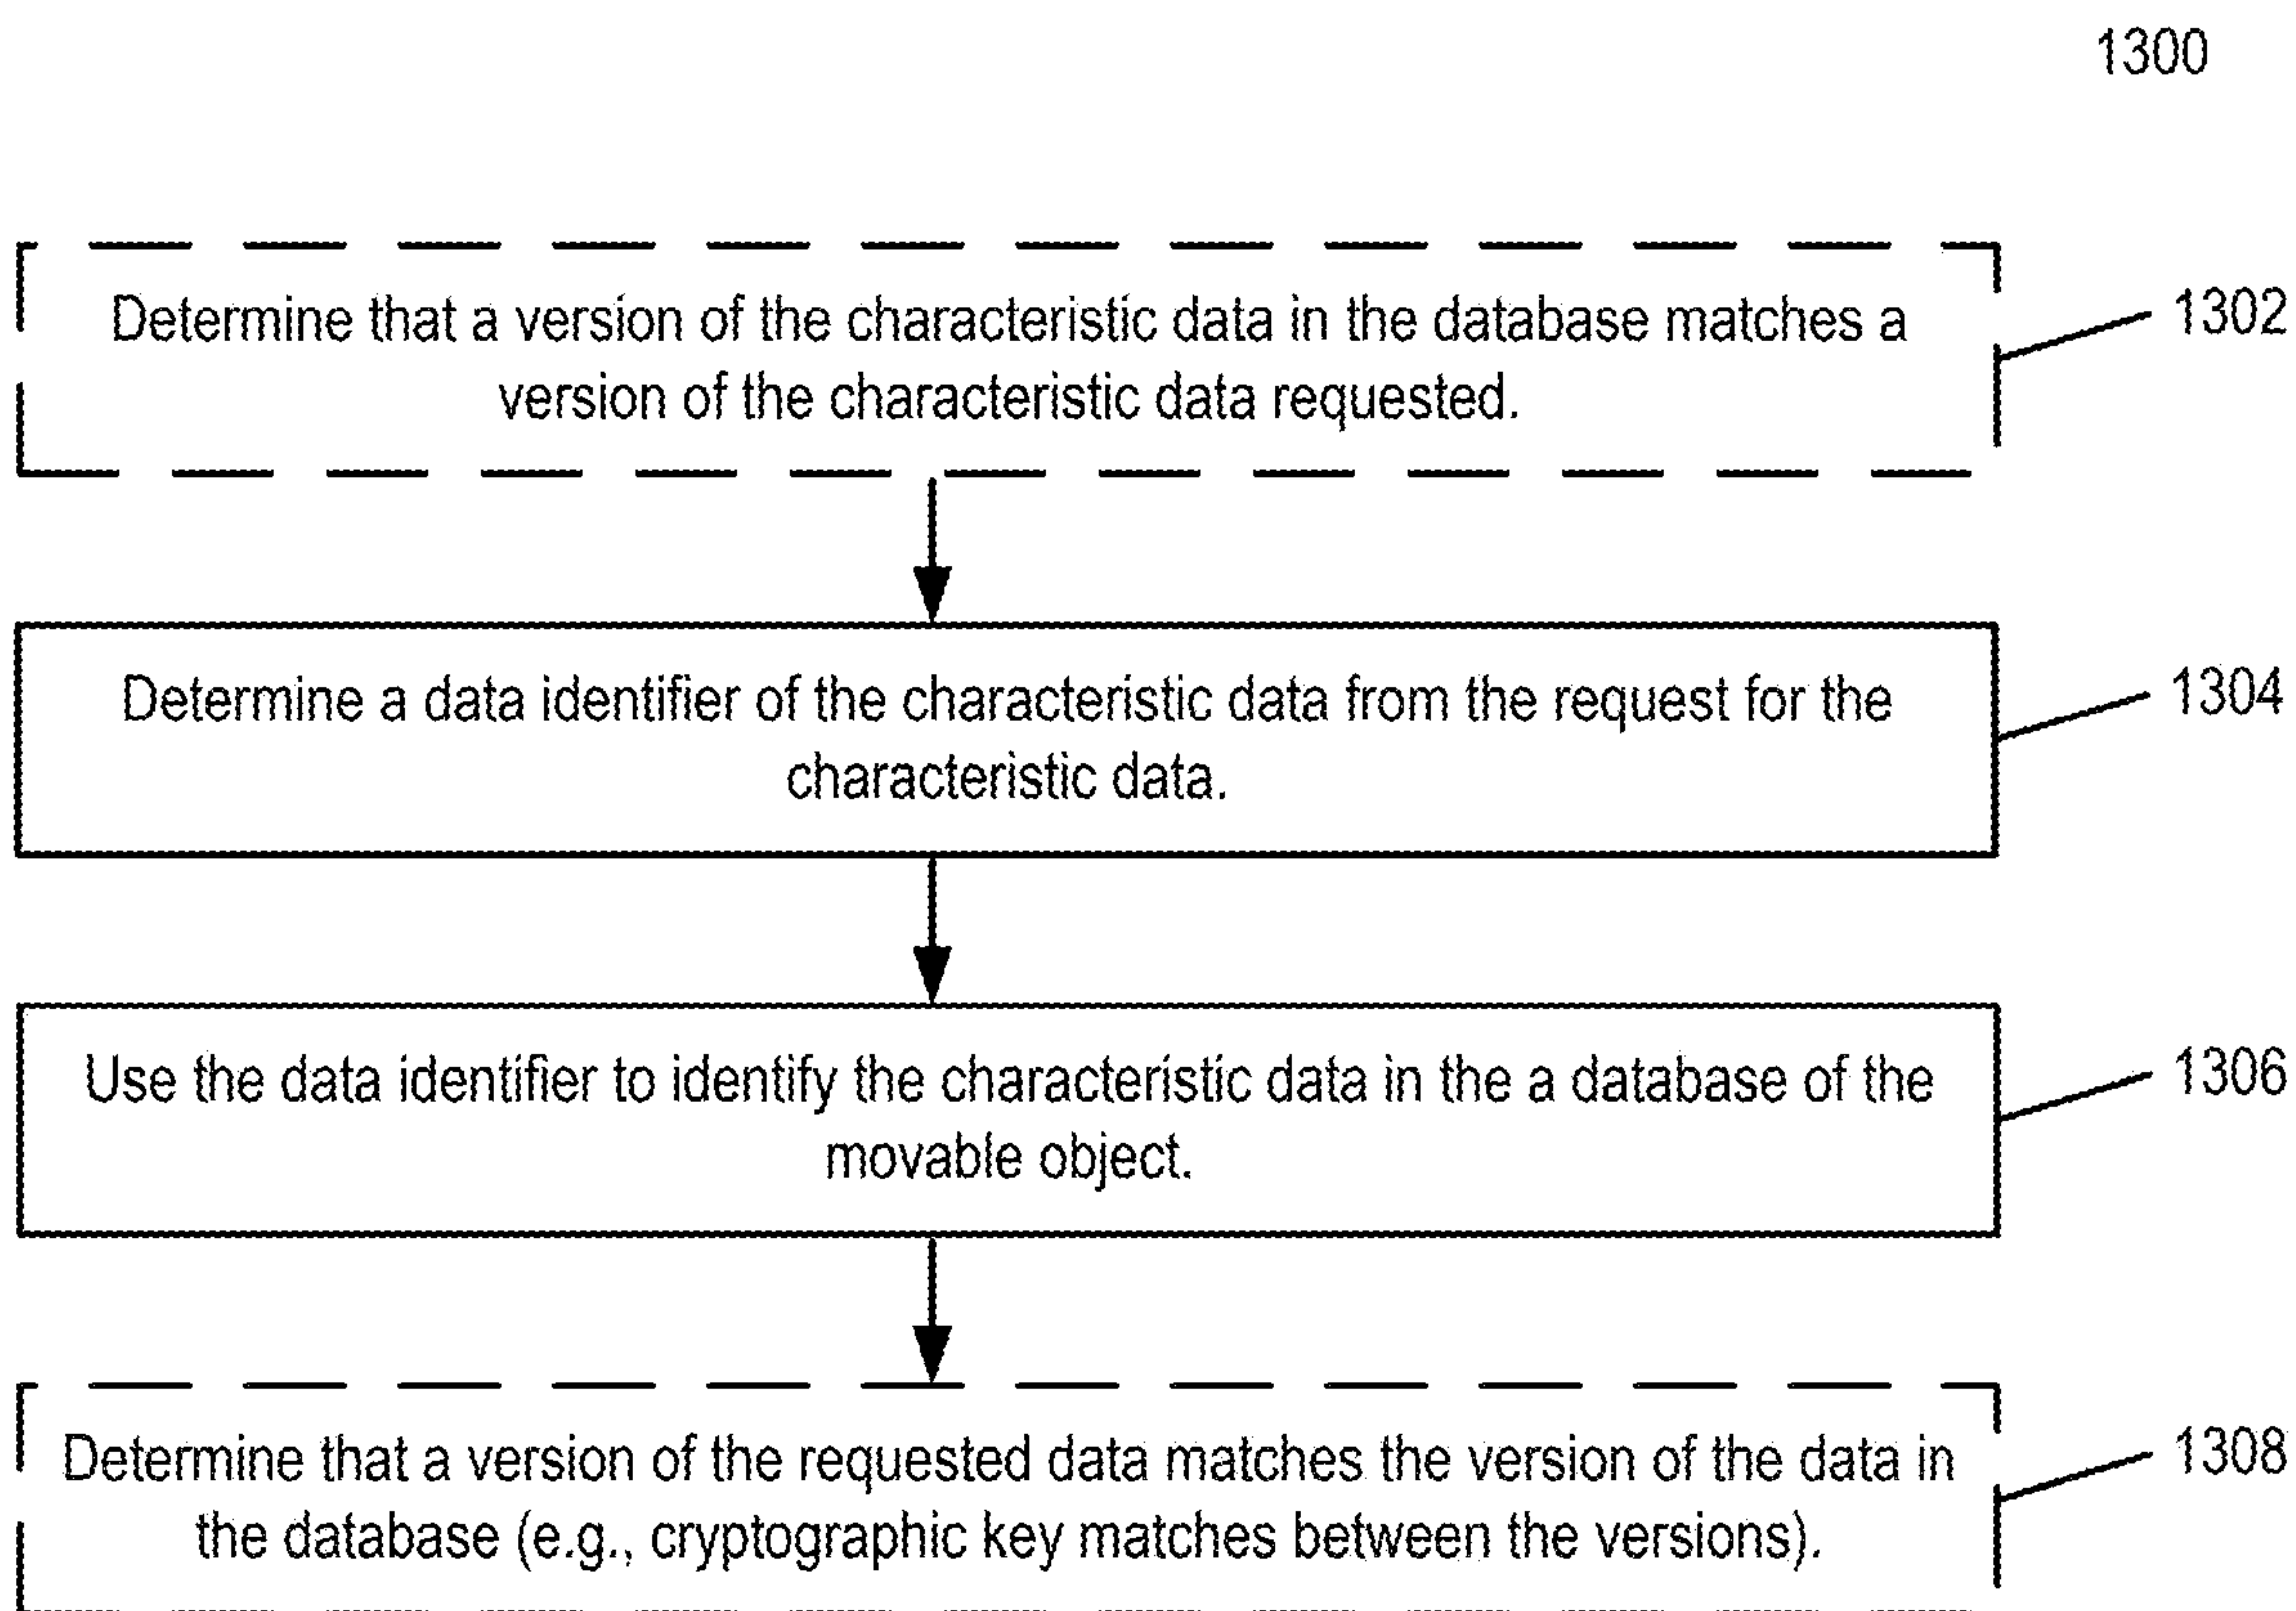 1300
Determine that a version of the characteristic data in the database matches a
version of the characteristic data requested.
1302
Determine a data identifier of the characteristic data from the request for the
characteristic data.
1304
Use the data identifier to identify the characteristic data in the a database of the
movable object.
1306
Determine that a version of the requested data matches the version of the data in
the database (e.g., cryptographic key matches between the versions).
1308